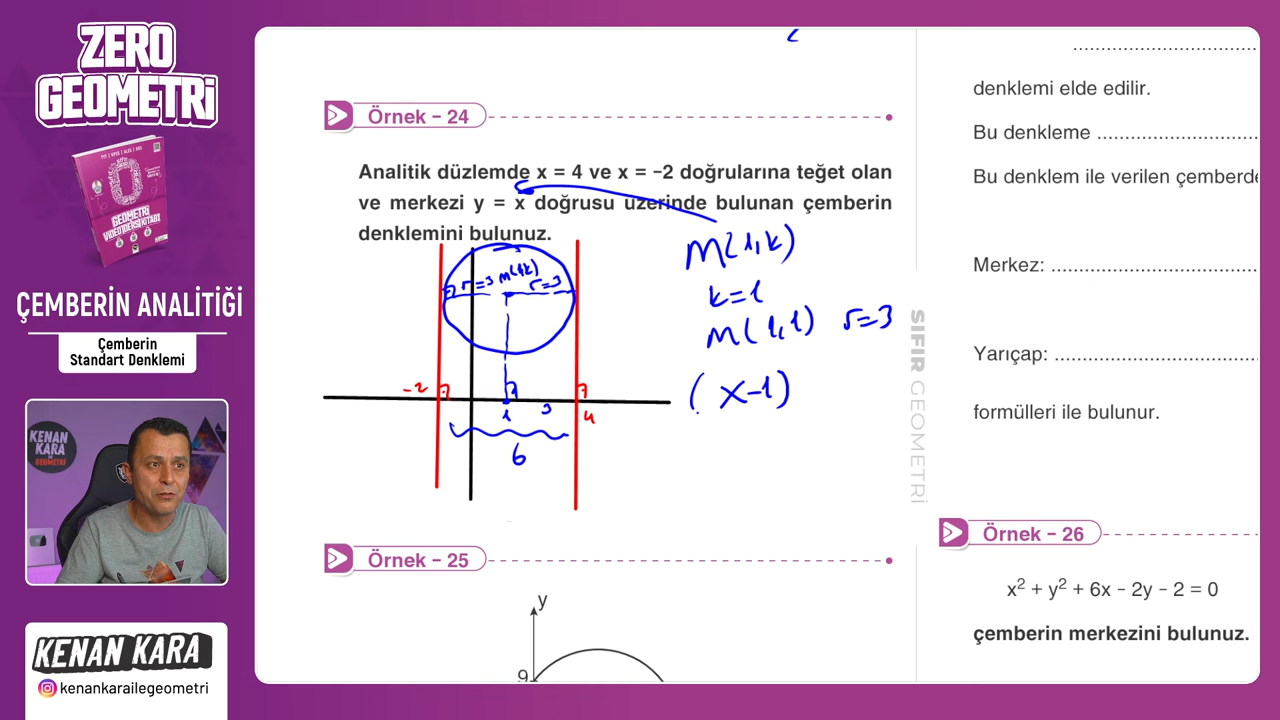 ZERO
GEOMETRİ
GEOMETRİ
VİDEO DERS KİTABI
ÇEMBERİN ANALİTİĞİ
Çemberin
Standart Denklemi
KENAN
KARA
GEOMETRİ
KENAN KARA
kenankarailegeometri
Örnek – 24
Analitik düzlemde x = 4 ve x = –2 doğrularına teğet olan
ve merkezi y = x doğrusu üzerinde bulunan çemberin
denklemini bulunuz.
M(1,k)
k=1
M(1,1) r=3
(x-1)
r=3 M(1,k) r=3
-2
1
3
4
6
Örnek – 25
y
9
SIFIR GEOMETRİ
denklemi elde edilir.
Bu denkleme
Bu denklem ile verilen çemberde
Merkez:
Yarıçap:
formülleri ile bulunur.
Örnek – 26
x² + y² + 6x – 2y – 2 = 0
çemberin merkezini bulunuz.